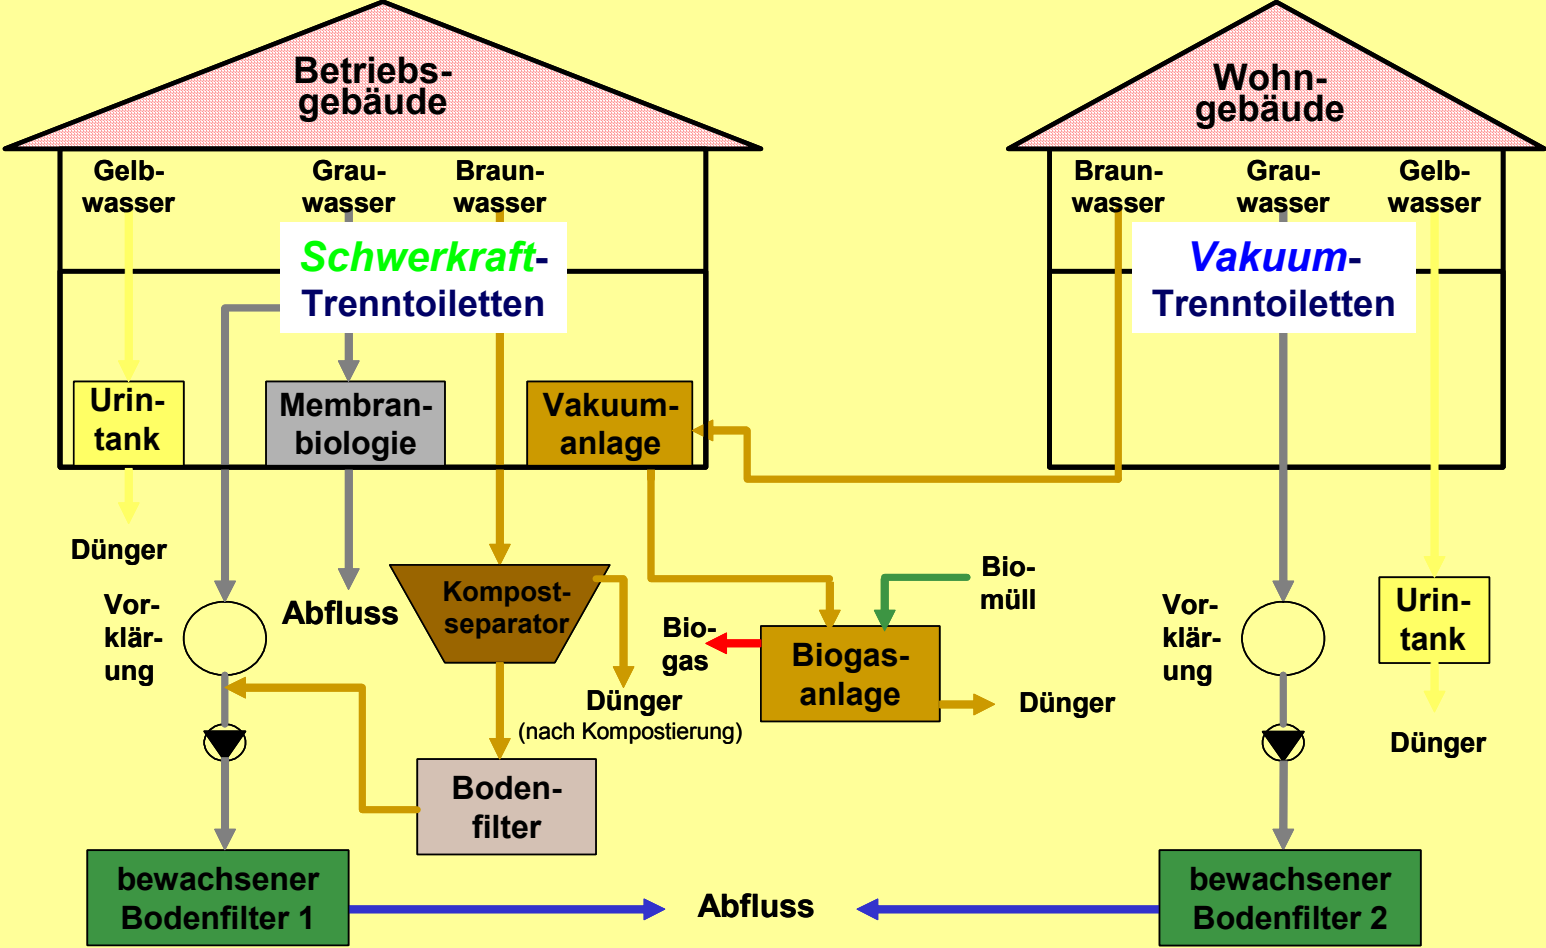 Betriebs-
gebäude
Wohn-
gebäude
Gelb-
wasser
Grau-
wasser
Braun-
wasser
Braun-
wasser
Grau-
wasser
Gelb-
wasser
Schwerkraft-
Trenntoiletten
Vakuum-
Trenntoiletten
Urin-
tank
Membran-
biologie
Vakuum-
anlage
Dünger
Vor-
klär-
ung
Abfluss
Kompost-
separator
Dünger
(nach Kompostierung)
Bio-
gas
Bio-
müll
Biogas-
anlage
Dünger
Vor-
klär-
ung
Urin-
tank
Dünger
Boden-
filter
bewachsener
Bodenfilter 1
Abfluss
bewachsener
Bodenfilter 2